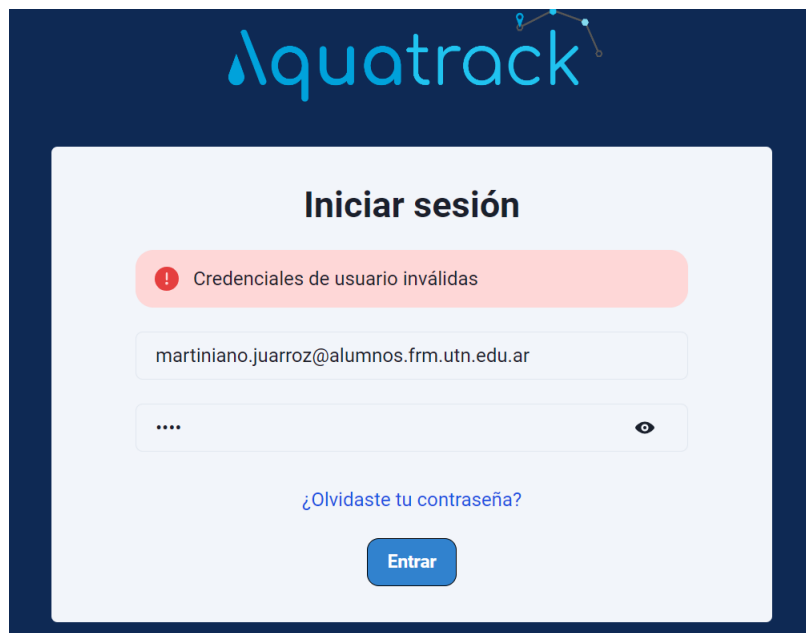 Aquatrack
Iniciar sesión
Credenciales de usuario inválidas
martiniano.juarroz@alumnos.frm.utn.edu.ar
••••
¿Olvidaste tu contraseña?
Entrar